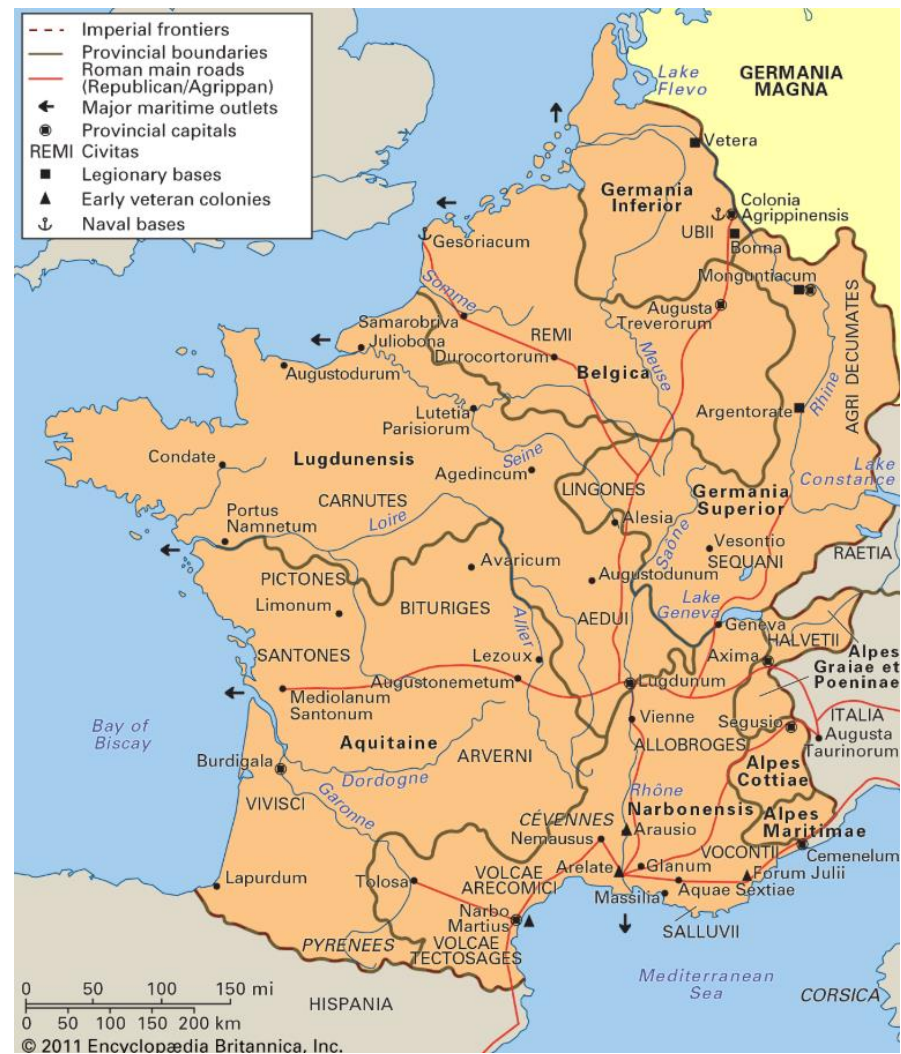 Imperial frontiers
Provincial boundaries
Roman main roads
(Republican/Agrippan)
Major maritime outlets
Provincial capitals
REMI Civitas
Legionary bases
Early veteran colonies
Naval bases
Lake
Flevo
GERMANIA
MAGNA
Vetera
Germania
Inferior
Colonia
Agrippinensis
UBII
Bonna
Gesoriacum
Monguntiacum
Somme
Augusta
Treverorum
Samarobriva
Juliobona
REMI
Durocortorum
Meuse
Belgica
Augustodurum
AGRI DECUMATES
Rhine
Argentorate
Lutetia
Parisiorum
Condate
Lugdunensis
Seine
Agedincum
Lake
Constance
LINGONES
Germania
Superior
CARNUTES
Loire
Portus
Namnetum
Alesia
Saône
Vesontio
SEQUANI
RAETIA
Avaricum
PICTONES
Augustodunum
Limonum
BITURIGES
Allier
AEDUI
Lake
Geneva
Geneva
HALVETII
SANTONES
Lezoux
Axima
Alpes
Graiae et
Poeninae
Augustonemetum
Lugdunum
Mediolanum
Santonum
Vienne
Segusio
ITALIA
Augusta
Taurinorum
Bay of
Biscay
Aquitaine
ALLOBROGES
ARVERNI
Burdigala
Alpes
Cottiae
Dordogne
Garonne
Rhône
VIVISCI
Narbonensis
CÉVENNES
Arausio
Alpes
Maritimae
Nemausus
VOCONTII
Cemenelum
Arelate
Glanum
Forum Julii
Lapurdum
Tolosa
VOLCAE
ARECOMICI
Massilia
Aquae Sextiae
Narbo
Martius
SALLUVII
PYRENEES
VOLCAE
TECTOSAGES
Mediterranean
Sea
CORSICA
0 50 100 150 mi
HISPANIA
0 50 100 150 200 km
© 2011 Encyclopædia Britannica, Inc.